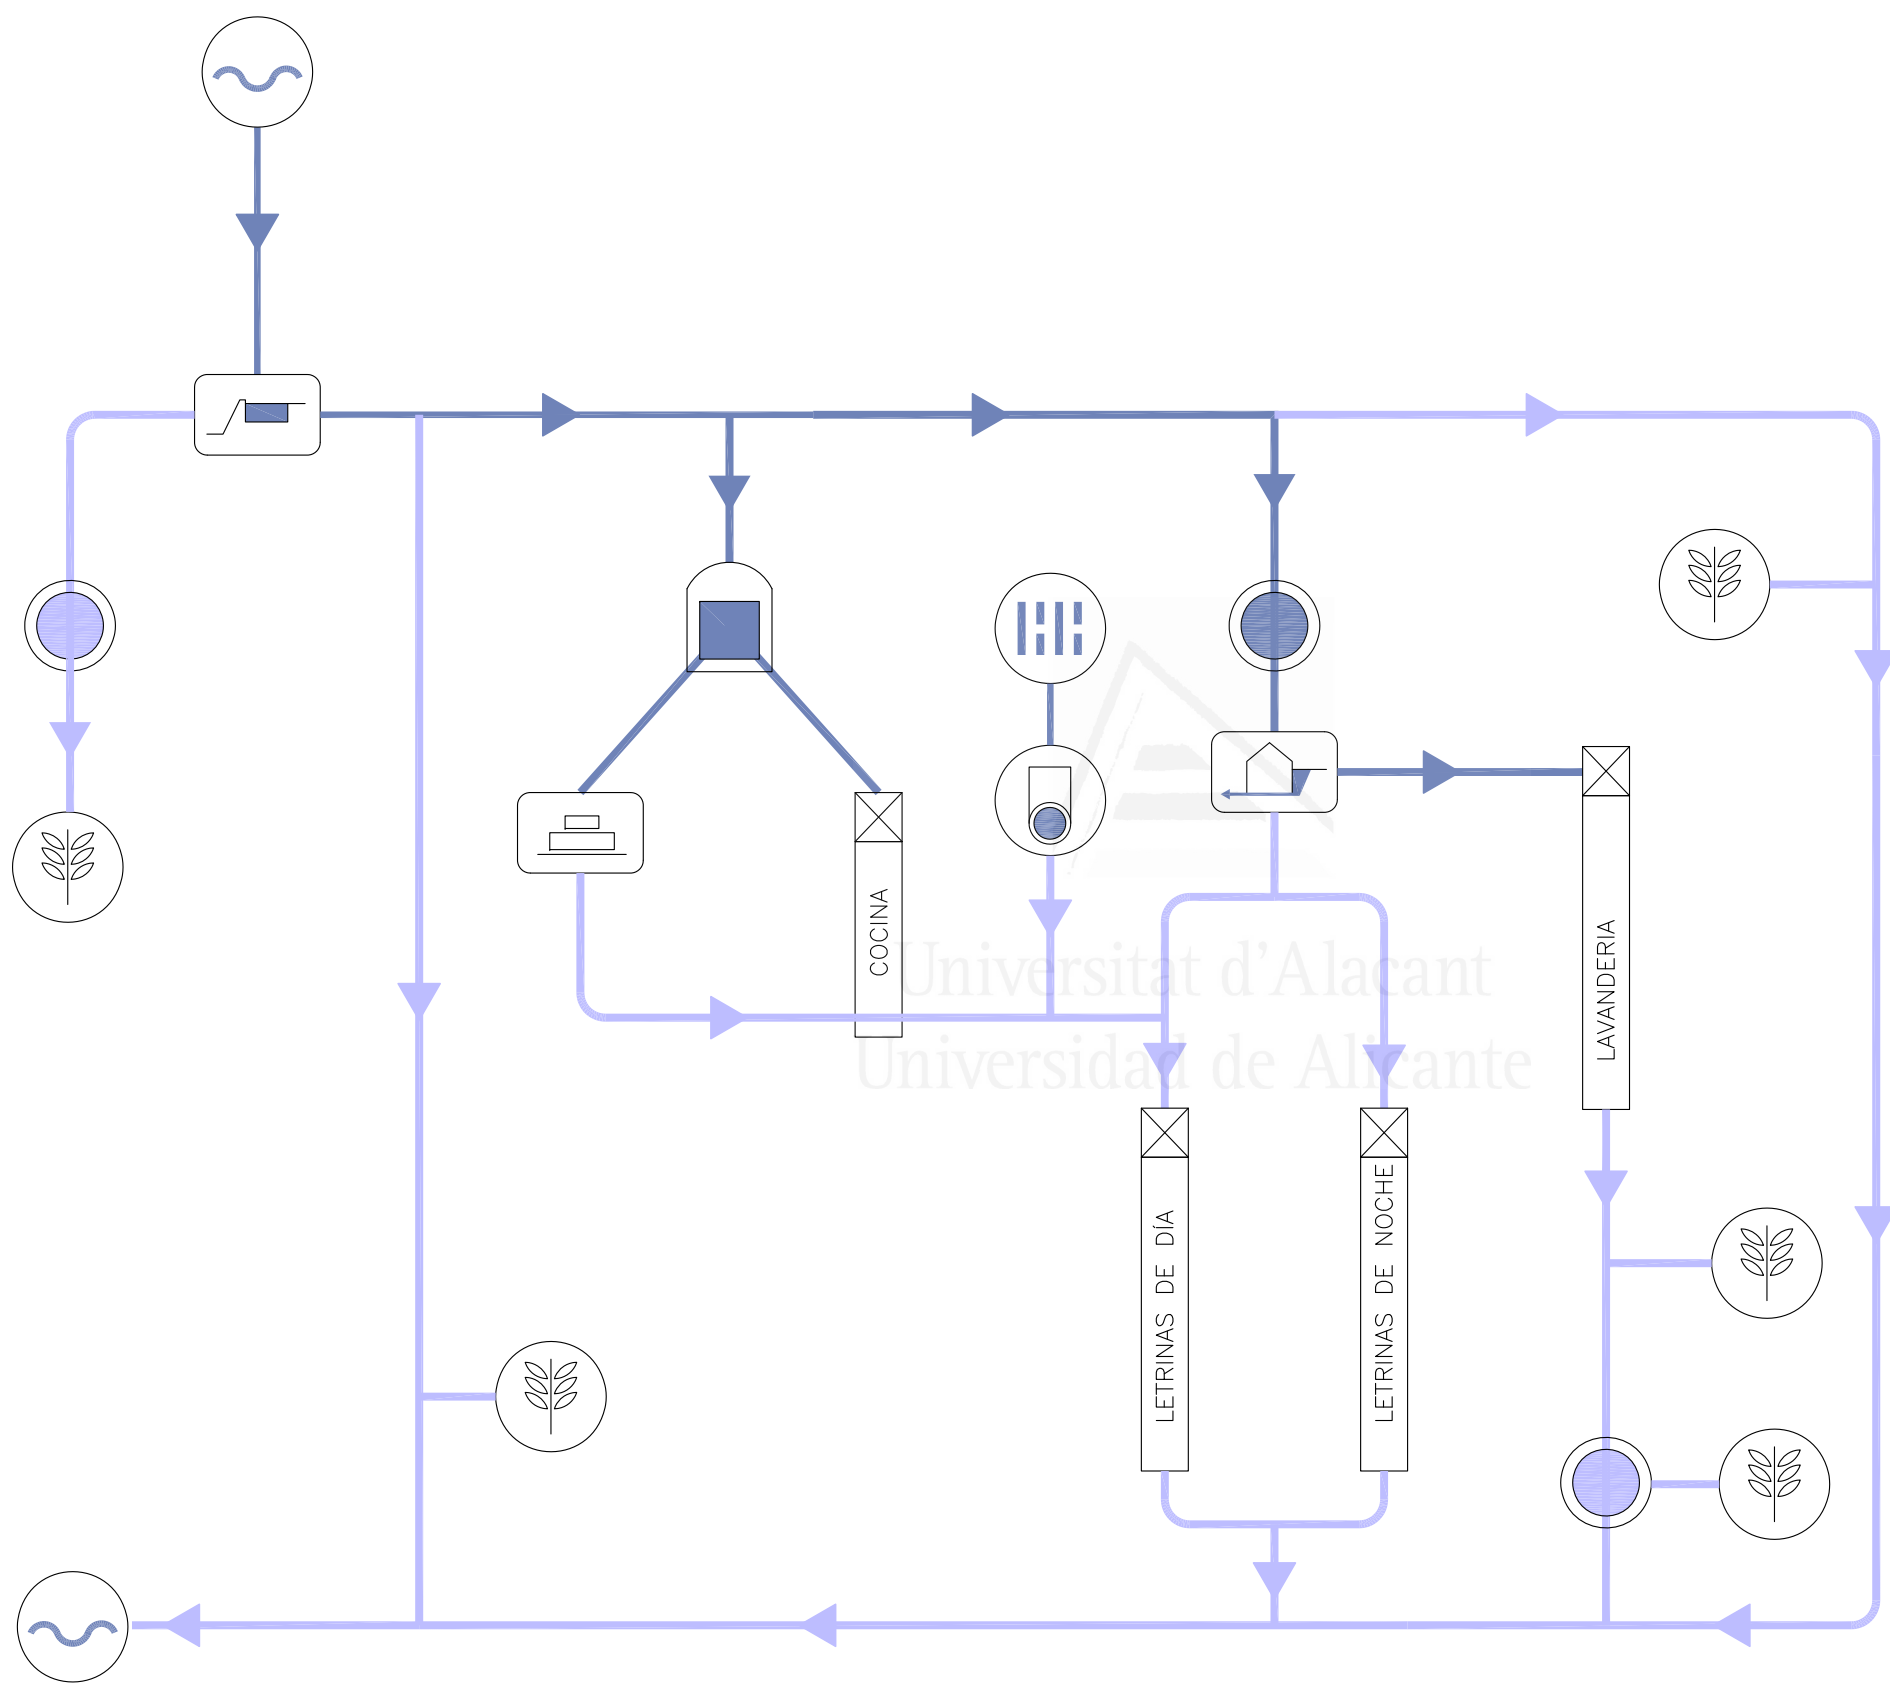 COCINA
LAVANDERIA
LETRINAS DE DÍA
LETRINAS DE NOCHE
Universitat d'Alacant
Universidad de Alicante